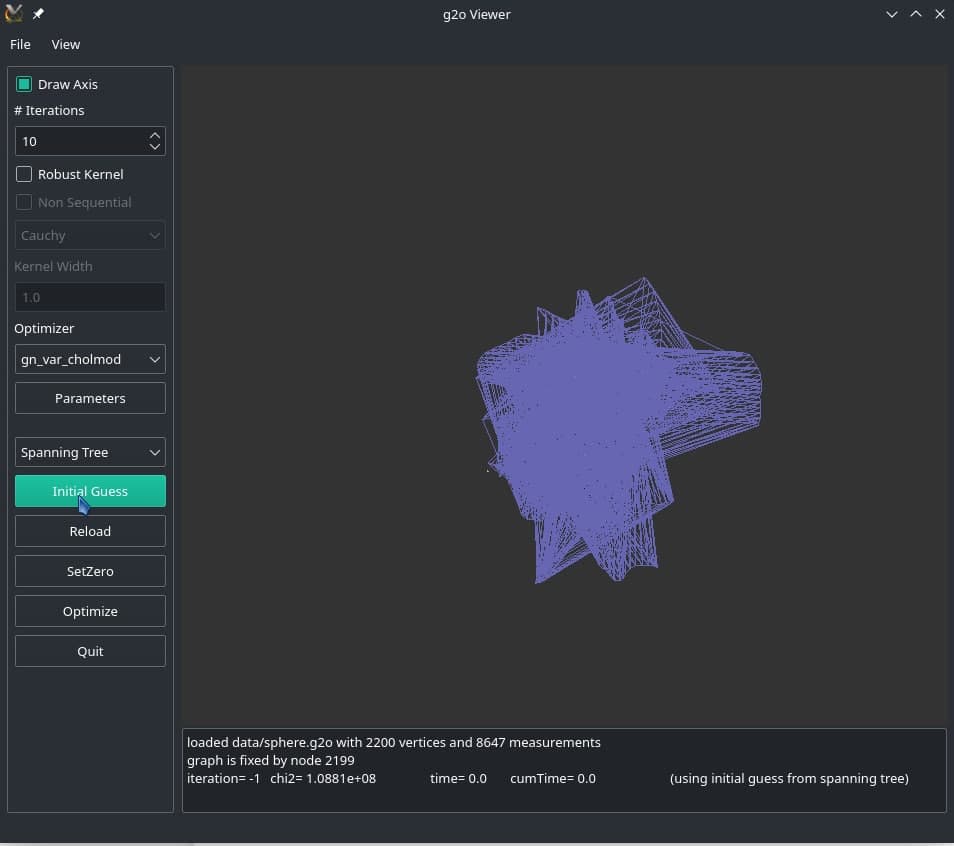 g2o Viewer
File View
Draw Axis
# Iterations
10
Robust Kernel
Non Sequential
Cauchy
Kernel Width
1.0
Optimizer
gn_var_cholmod
Parameters
Spanning Tree
Initial Guess
Reload
SetZero
Optimize
Quit
loaded data/sphere.g2o with 2200 vertices and 8647 measurements
graph is fixed by node 2199
iteration= -1 chi2= 1.0881e+08 time= 0.0 cumTime= 0.0 (using initial guess from spanning tree)